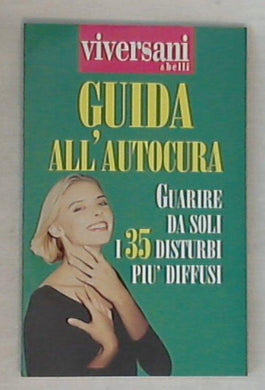 viversani
& belli
GUIDA
ALL'AUTOCURA
GUARIRE
DA SOLI
I 35 DISTURBI
PIU' DIFFUSI